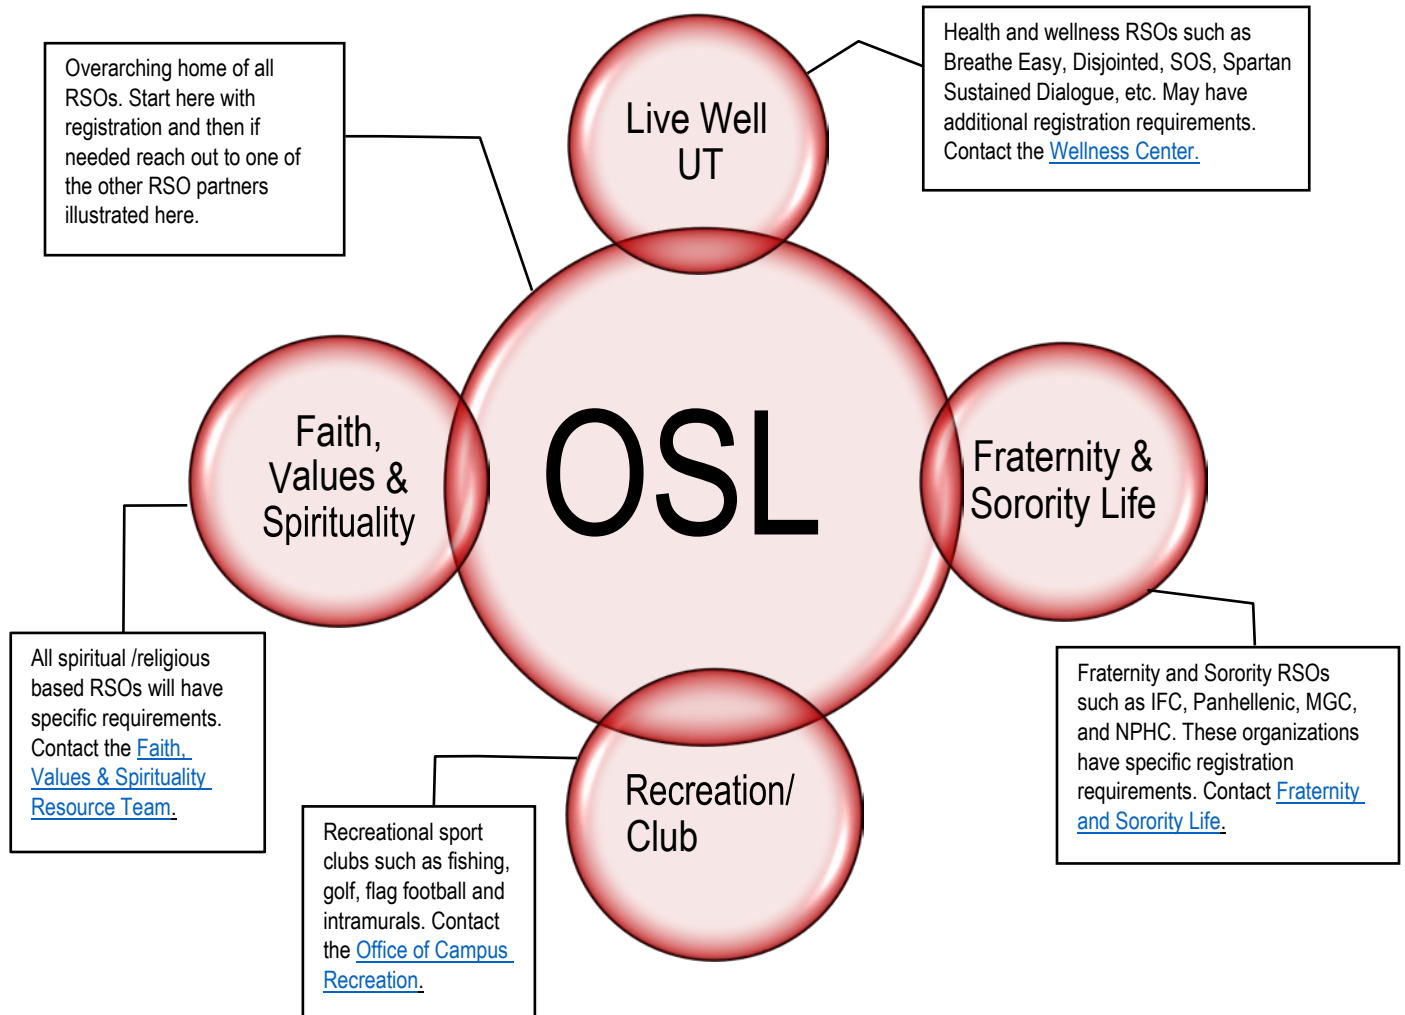 Overarching home of all
RSOs. Start here with
registration and then if
needed reach out to one of
the other RSO partners
illustrated here.
Live Well
UT
Health and wellness RSOs such as
Breathe Easy, Disjointed, SOS, Spartan
Sustained Dialogue, etc. May have
additional registration requirements.
Contact the Wellness Center.
Faith,
Values &
Spirituality
OSL
Fraternity &
Sorority Life
All spiritual /religious
based RSOs will have
specific requirements.
Contact the Faith,
Values & Spirituality
Resource Team.
Recreation/
Club
Recreational sport
clubs such as fishing,
golf, flag football and
intramurals. Contact
the Office of Campus
Recreation.
Fraternity and Sorority RSOs
such as IFC, Panhellenic, MGC,
and NPHC. These organizations
have specific registration
requirements. Contact Fraternity
and Sorority Life.